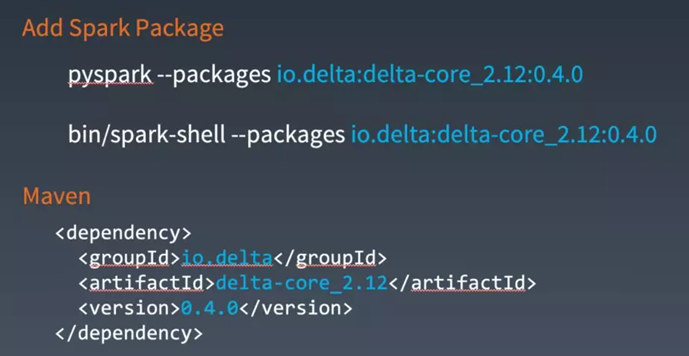 Add Spark Package
pyspark --packages io.delta:delta-core_2.12:0.4.0
bin/spark-shell --packages io.delta:delta-core_2.12:0.4.0
Maven
<dependency>
<groupId>io.delta</groupId>
<artifactId>delta-core_2.12</artifactId>
<version>0.4.0</version>
</dependency>